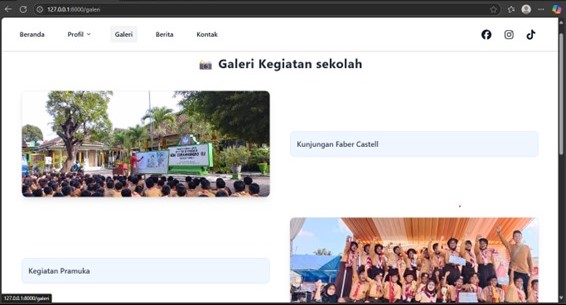 127.0.0.1:8000/galeri
Beranda
Profil
Galeri
Berita
Kontak
Galeri Kegiatan sekolah
Kunjungan Faber Castell
Kegiatan Pramuka
127.0.0.1:8000/galeri